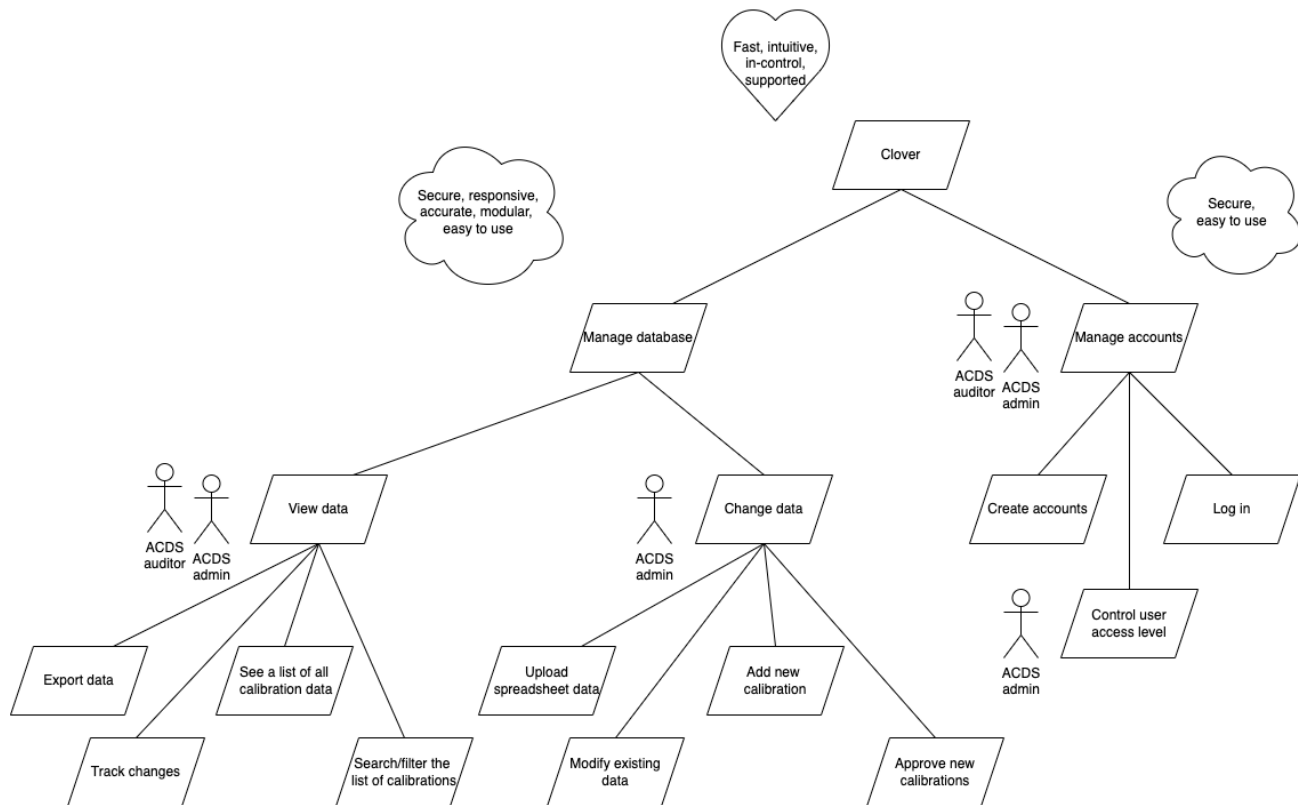 Fast, intuitive,
in-control,
supported
Clover
Secure, responsive,
accurate, modular,
easy to use
Secure,
easy to use
Manage database
ACDS
auditor
ACDS
admin
Manage accounts
View data
ACDS
auditor
ACDS
admin
Change data
ACDS
admin
Create accounts
Log in
Control user
access level
ACDS
admin
Export data
See a list of all
calibration data
Upload
spreadsheet data
Add new
calibration
Track changes
Search/filter the
list of calibrations
Modify existing
data
Approve new
calibrations